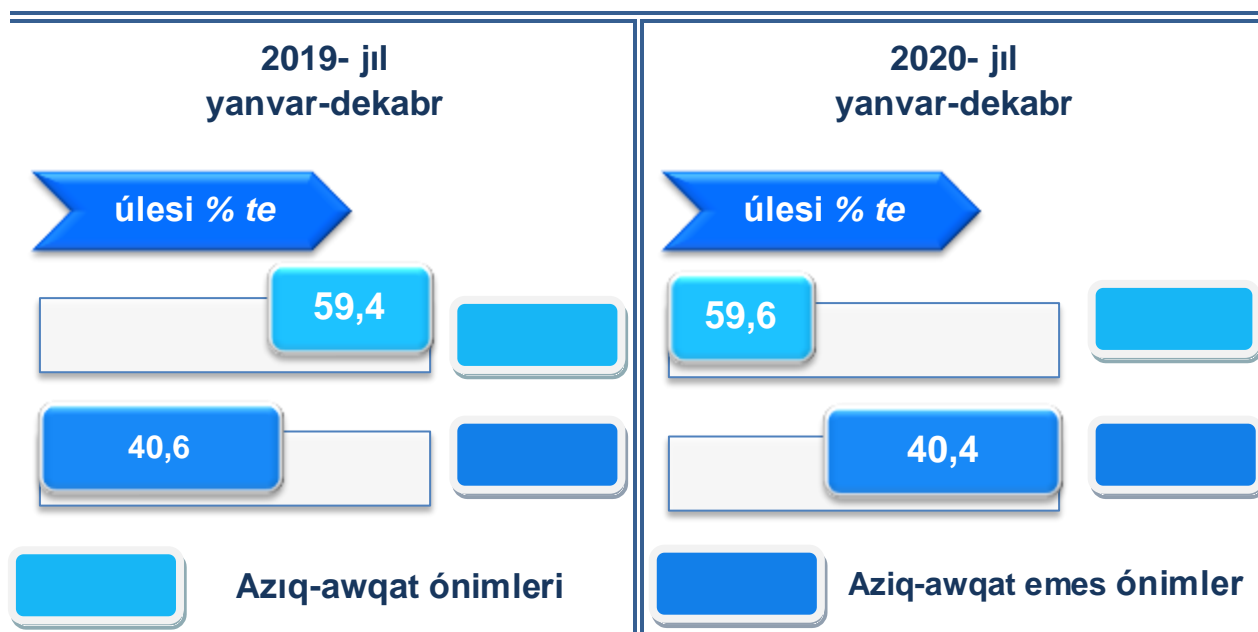 2019- jıl
yanvar-dekabr
úlesi % te
59,4
40,6
2020- jıl
yanvar-dekabr
úlesi % te
59,6
40,4
Azıq-awqat ónimleri
Aziq-awqat emes ónimler